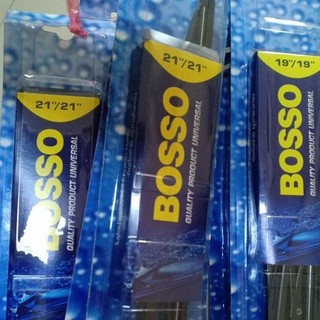 21"/21"
BOSSO
QUALITY PRODUCT UNIVERSAL
21"/21"
BOSSO
QUALITY PRODUCT UNIVERSAL
19"/19"
BOSSO
QUALITY PRODUCT UNIVERSAL